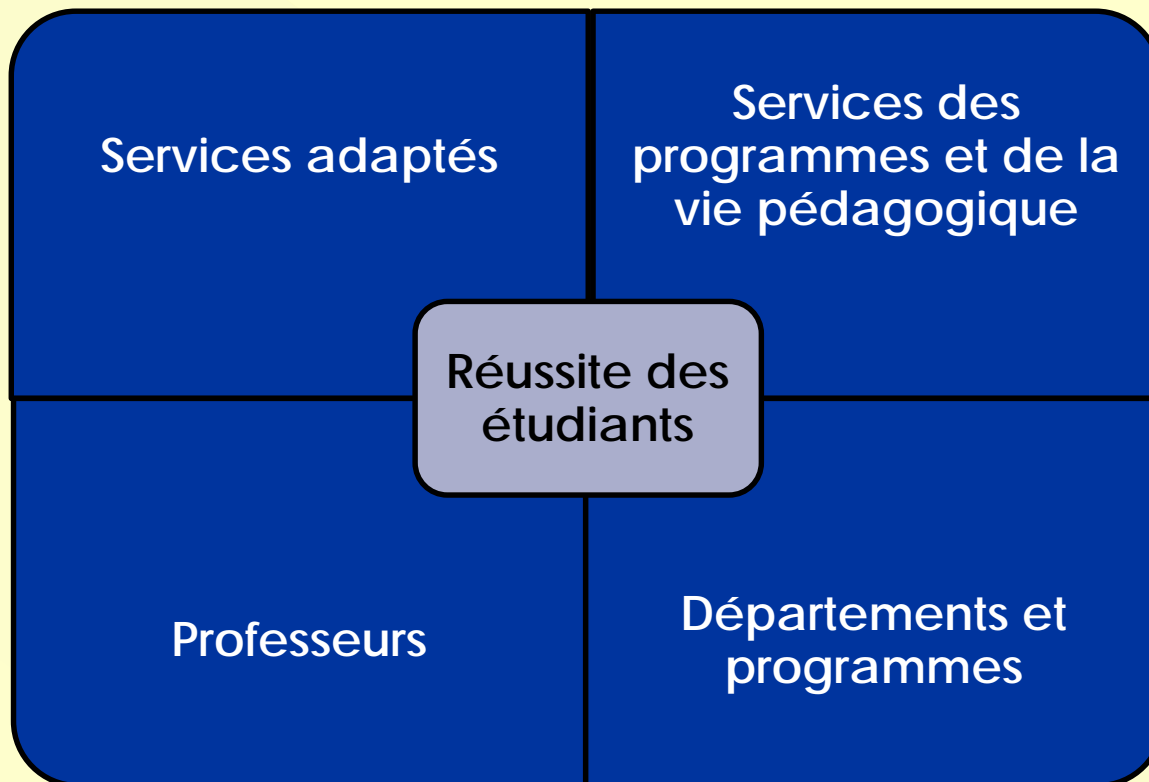 Services adaptés
Services des
programmes et de la
vie pédagogique
Réussite des
étudiants
Professeurs
Départements et
programmes